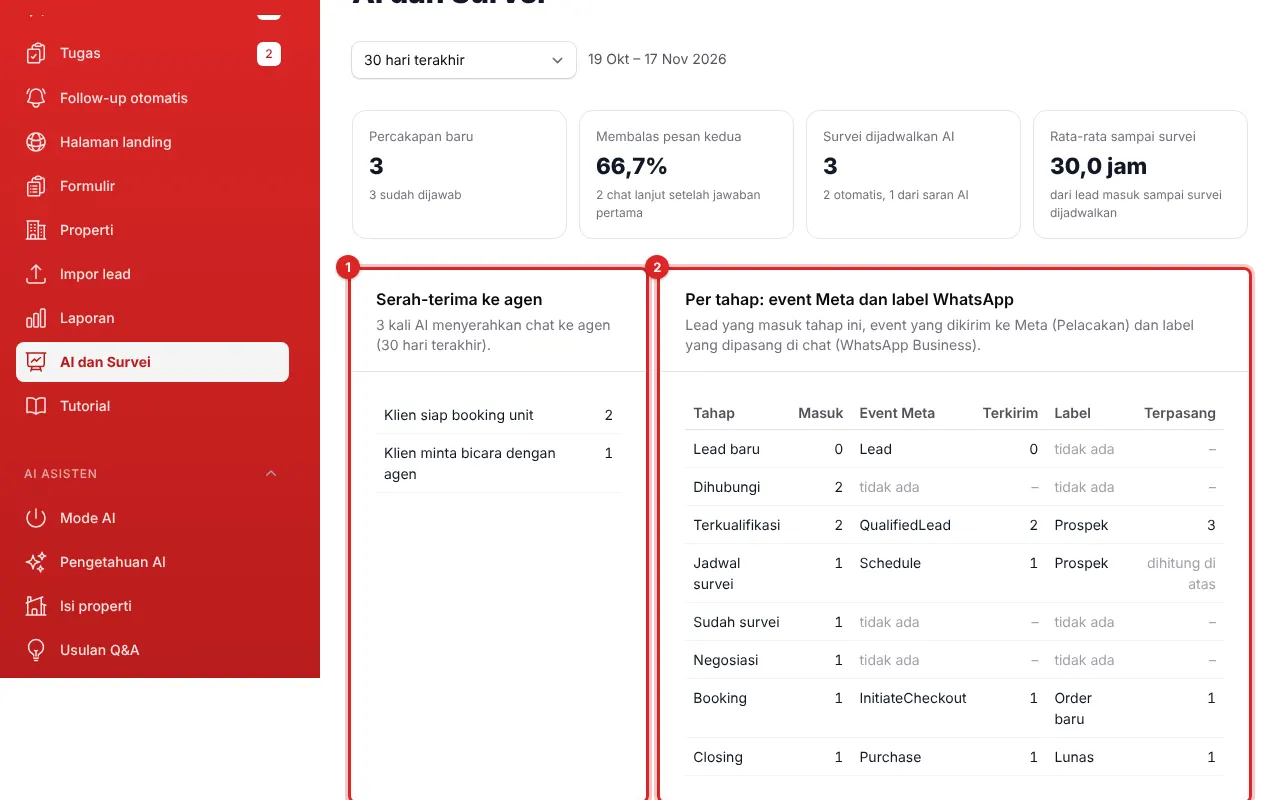 Tugas 2
Follow-up otomatis
Halaman landing
Formulir
Properti
Impor lead
Laporan
AI dan Survei
Tutorial
AI ASISTEN
Mode AI
Pengetahuan AI
Isi properti
Usulan Q&A
AI dan Survei
30 hari terakhir
19 Okt – 17 Nov 2026
Percakapan baru
3
3 sudah dijawab
Membalas pesan kedua
66,7%
2 chat lanjut setelah jawaban
pertama
Survei dijadwalkan AI
3
2 otomatis, 1 dari saran AI
Rata-rata sampai survei
30,0 jam
dari lead masuk sampai survei
dijadwalkan
1
Serah-terima ke agen
3 kali AI menyerahkan chat ke agen
(30 hari terakhir).
Klien siap booking unit 2
Klien minta bicara dengan 1
agen
2
Per tahap: event Meta dan label WhatsApp
Lead yang masuk tahap ini, event yang dikirim ke Meta (Pelacakan) dan label
yang dipasang di chat (WhatsApp Business).
Tahap Masuk Event Meta Terkirim Label Terpasang
Lead baru 0 Lead 0 tidak ada –
Dihubungi 2 tidak ada – tidak ada –
Terkualifikasi 2 QualifiedLead 2 Prospek 3
Jadwal 1 Schedule 1 Prospek dihitung di
survei atas
Sudah survei 1 tidak ada – tidak ada –
Negosiasi 1 tidak ada – tidak ada –
Booking 1 InitiateCheckout 1 Order 1
baru
Closing 1 Purchase 1 Lunas 1